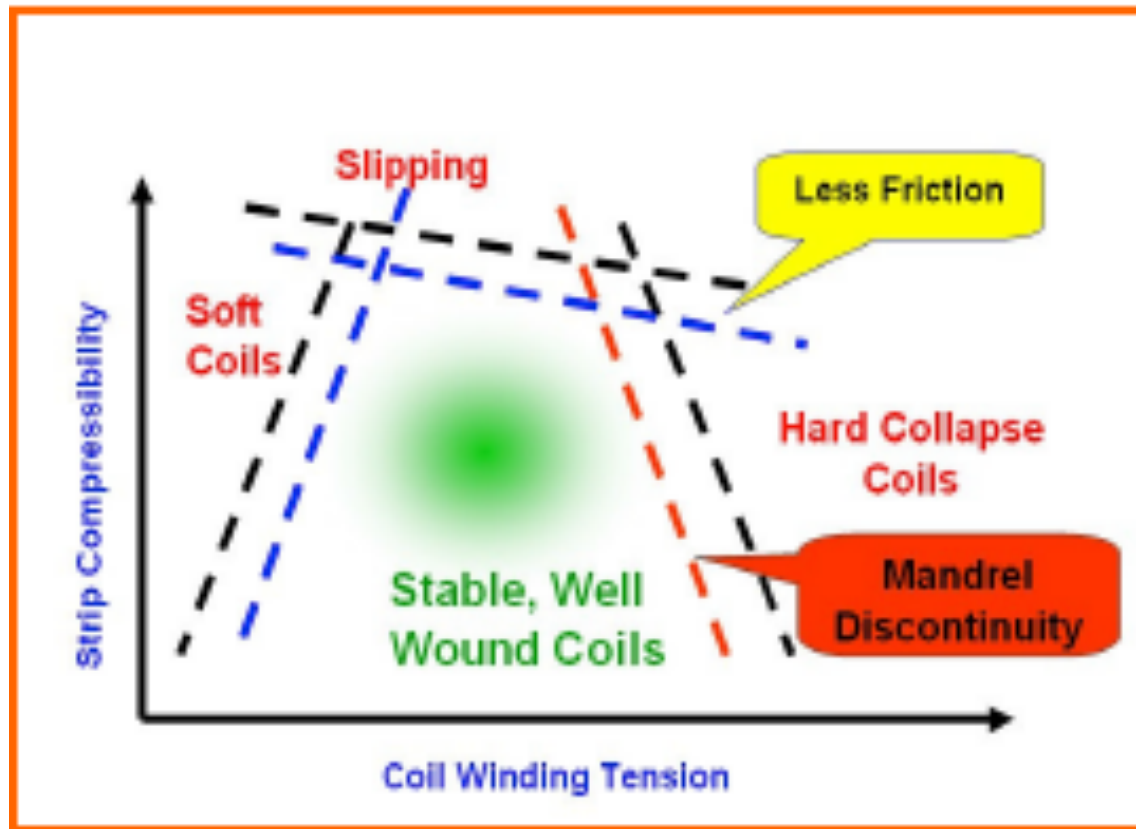 Slipping
Less Friction
Soft
Coils
Strip Compressibility
Hard Collapse
Coils
Mandrel
Discontinuity
Stable, Well
Wound Coils
Coil Winding Tension